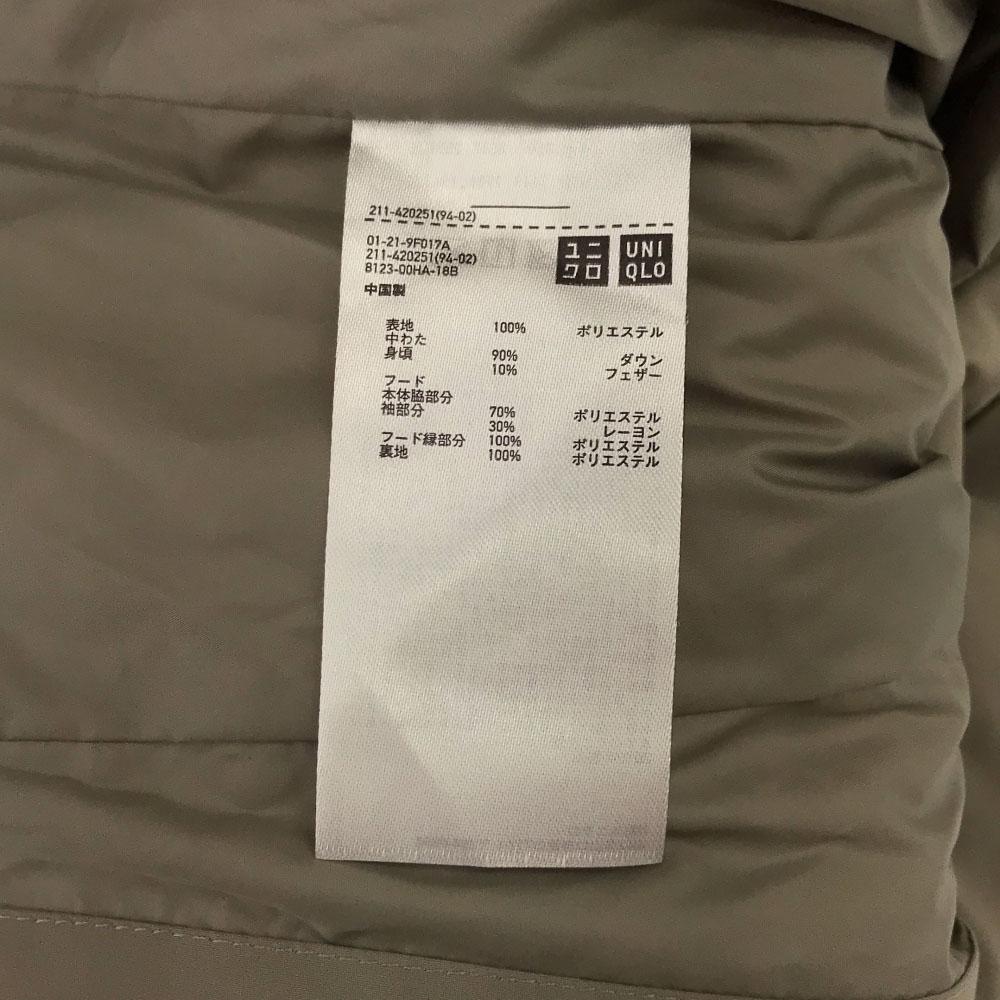 211-420251(94-02)
01-21-9F017A
211-420251(94-02)
8123-00HA-18B
中国製
ユニ
クロ
UNI
QLO
表地 100% ポリエステル
中わた
身頃 90% ダウン
10% フェザー
フード
本体脇部分
袖部分 70% ポリエステル
30% レーヨン
フード縁部分 100% ポリエステル
裏地 100% ポリエステル